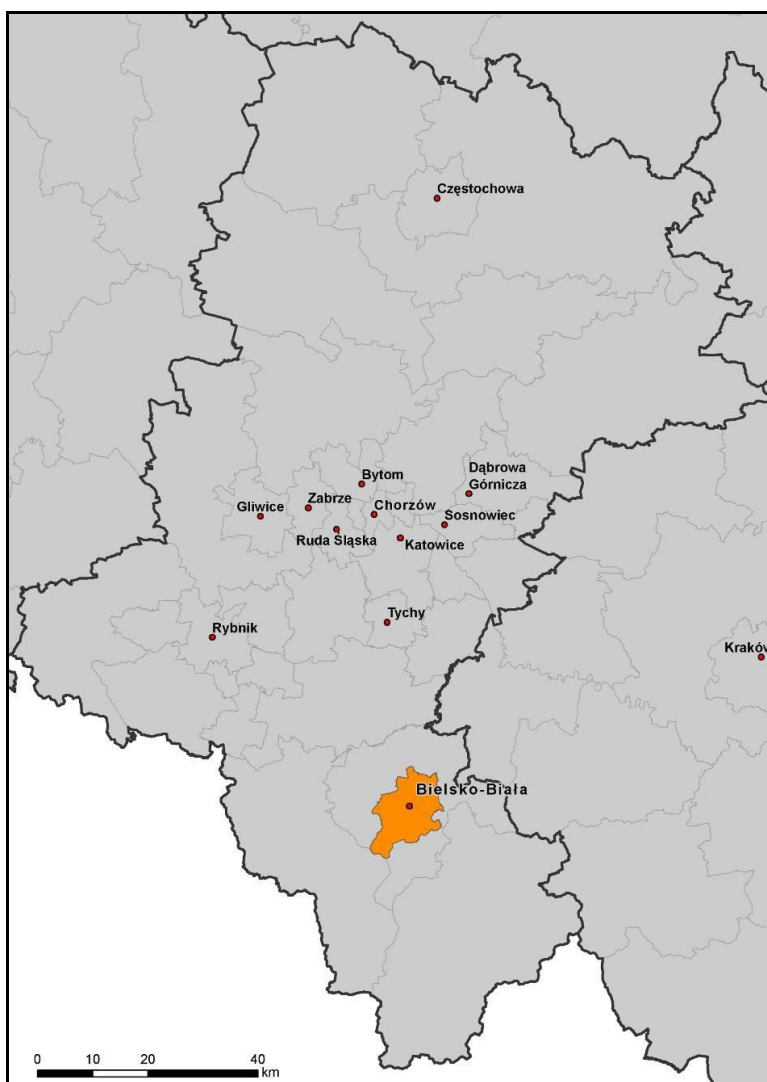 Częstochowa
Bytom
Dąbrowa
Górnicza
Zabrze
Gliwice
Chorzów
Sosnowiec
Ruda Śląska
Katowice
Tychy
Rybnik
Kraków
Bielsko-Biała
0 10 20 40
km